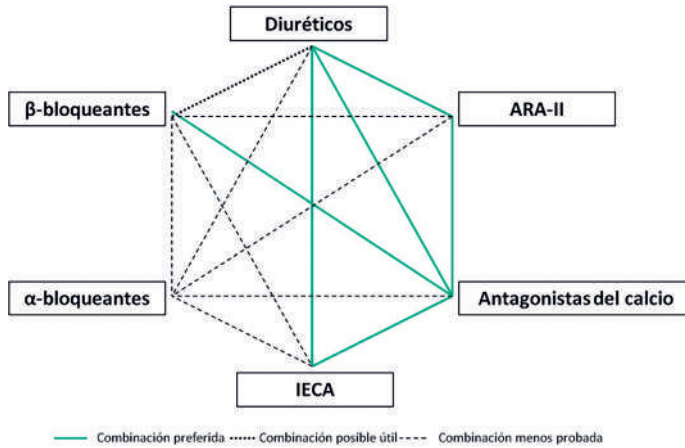 Diuréticos
β-bloqueantes
ARA-II
α-bloqueantes
Antagonistas del calcio
IECA
Combinación preferida
Combinación posible útil
Combinación menos probada